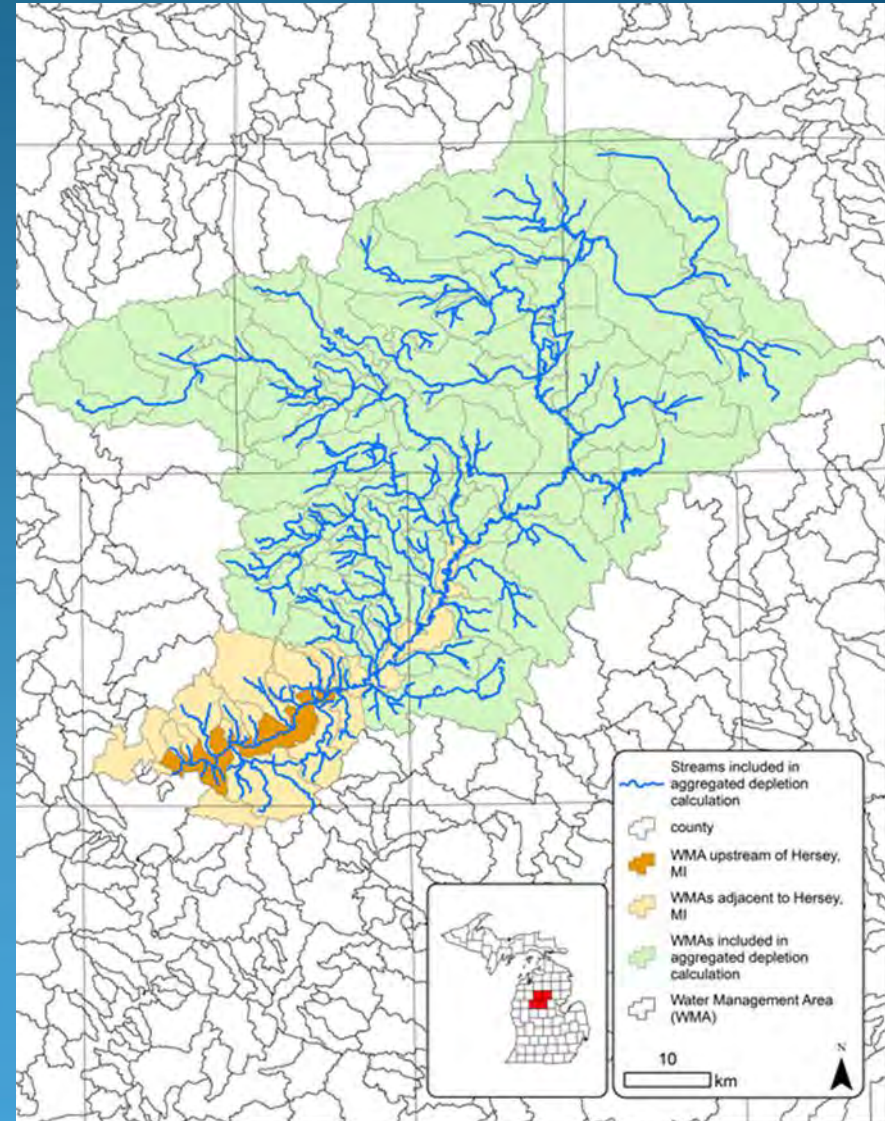 Streams included in
aggregated depletion
calculation
county
WMA upstream of Hersey,
MI
WMAs adjacent to Hersey,
MI
WMAs included in
aggregated depletion
calculation
Water Management Area
(WMA)
10
km
N